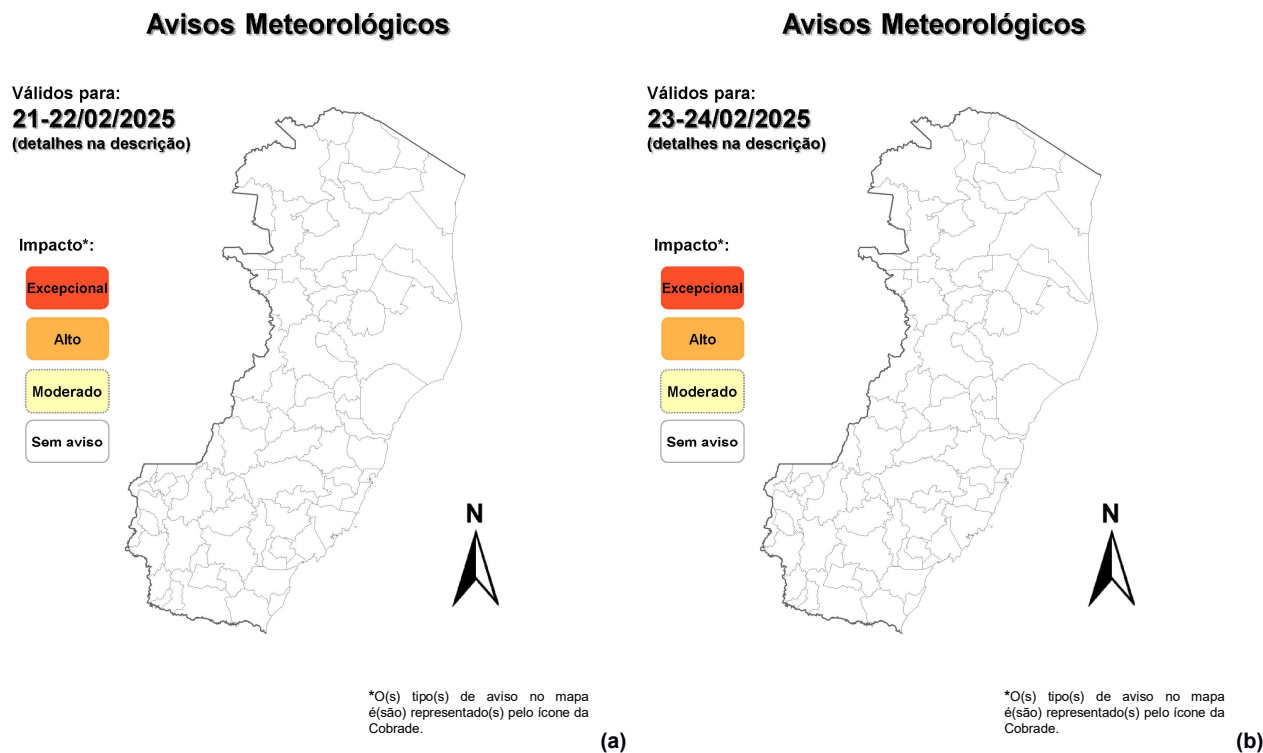 Avisos Meteorológicos
Válidos para:
21-22/02/2025
(detalhes na descrição)
Impacto*:
Excepcional
Alto
Moderado
Sem aviso
N
*O(s) tipo(s) de aviso no mapa
é(são) representado(s) pelo ícone da
Cobrade.
(a)
Avisos Meteorológicos
Válidos para:
23-24/02/2025
(detalhes na descrição)
Impacto*:
Excepcional
Alto
Moderado
Sem aviso
N
*O(s) tipo(s) de aviso no mapa
é(são) representado(s) pelo ícone da
Cobrade.
(b)